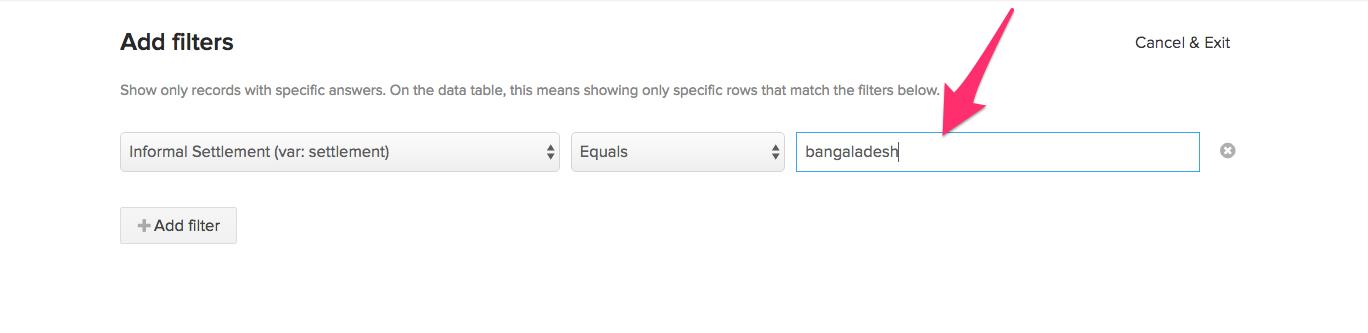 Add filters
Cancel & Exit
Show only records with specific answers. On the data table, this means showing only specific rows that match the filters below.
Informal Settlement (var: settlement)
Equals
bangaladesh
Add filter